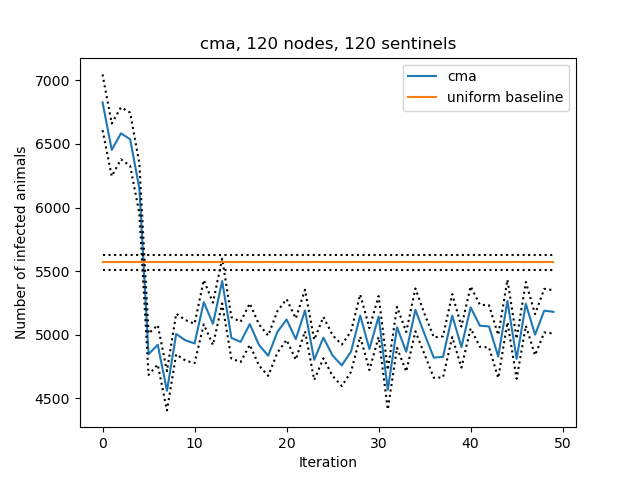 cma, 120 nodes, 120 sentinels
cma
uniform baseline
7000
6500
6000
5500
5000
4500
Number of infected animals
0 10 20 30 40 50
Iteration